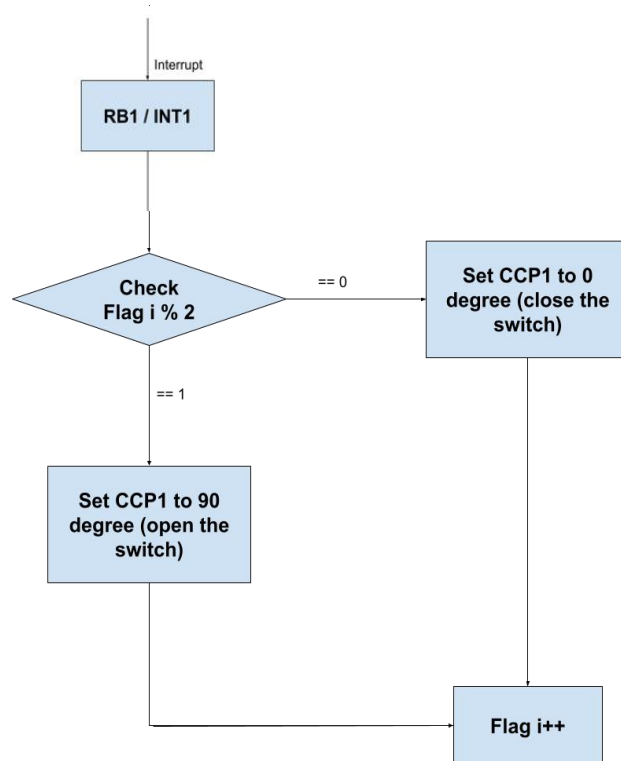 Interrupt
RB1 / INT1
Check
Flag i % 2
== 0
Set CCP1 to 0
degree (close the
switch)
== 1
Set CCP1 to 90
degree (open the
switch)
Flag i++